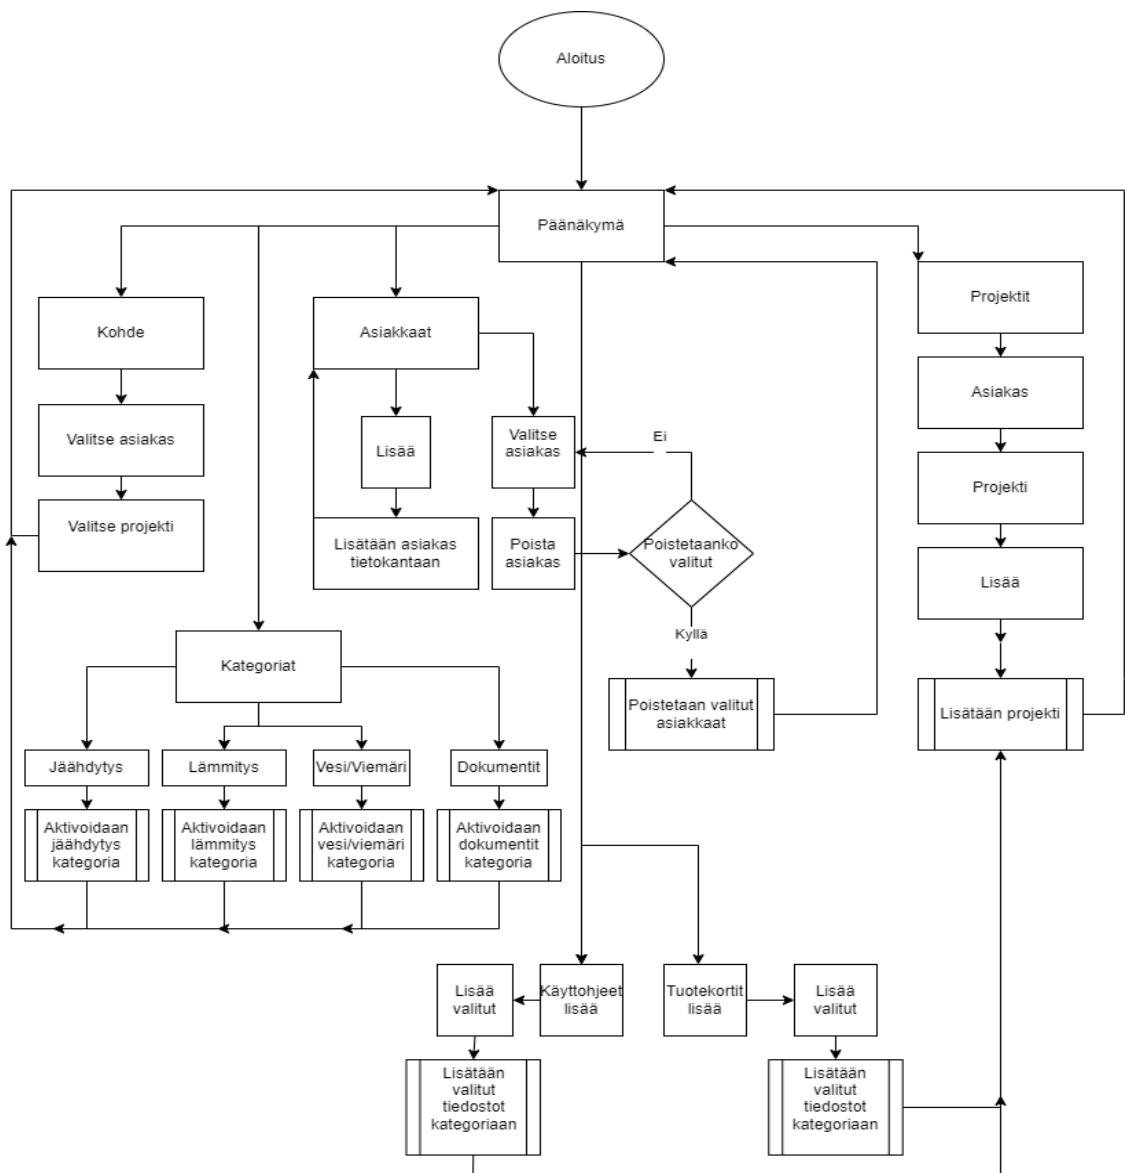 Aloitus
Päänäkymä
Projektit
Kohde
Asiakkaat
Asiakas
Valitse asiakas
Lisää
Valitse
asiakas
Ei
Projekti
Valitse projekti
Lisätään asiakas
tietokantaan
Poista
asiakas
Poistetaanko
valitut
Lisää
Kyllä
Kategoriat
Poistetaan valitut
asiakkaat
Lisätään projekti
Jäähdytys
Lämmitys
Vesi/Viemäri
Dokumentit
Aktivoidaan
jäähdytys
kategoria
Aktivoidaan
lämmitys
kategoria
Aktivoidaan
vesi/viemäri
kategoria
Aktivoidaan
dokumentit
kategoria
Lisää
valitut
Käyttohjeet
lisää
Tuotekortit
lisää
Lisää
valitut
Lisätään
valitut
tiedostot
kategoriaan
Lisätään
valitut
tiedostot
kategoriaan